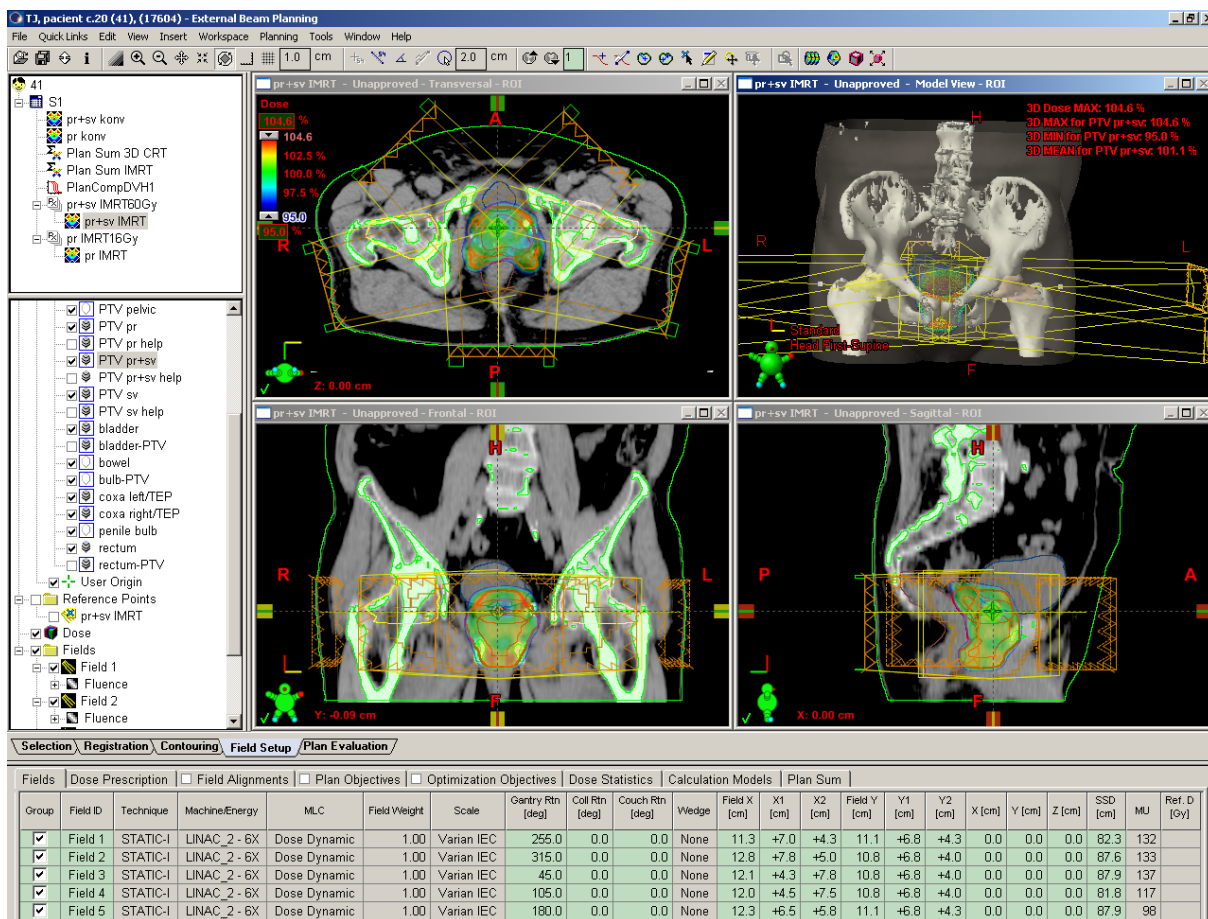 TJ, pacient c.20 (41), (17604) - External Beam Planning
File Quick Links Edit View Insert Workspace Planning Tools Window Help
1.0 cm 2.0 cm 1
41
S1
pr+sv konv
pr konv
Plan Sum 3D CRT
Plan Sum IMRT
PlanCompDVH1
pr+sv IMRT60Gy
pr+sv IMRT
pr IMRT16Gy
pr IMRT
PTV pelvic
PTV pr
PTV pr help
PTV pr+sv
PTV pr+sv help
PTV sv
PTV sv help
bladder
bladder-PTV
bowel
bulb-PTV
coxa left/TEP
coxa right/TEP
penile bulb
rectum
rectum-PTV
User Origin
Reference Points
pr+sv IMRT
Dose
Fields
Field 1
Fluence
Field 2
Fluence
pr+sv IMRT - Unapproved - Transversal - ROI
Dose
104.6 %
104.6
102.5 %
100.0 %
97.5 %
95.0
95.0 %
A
R
L
P
Z: 0.00 cm
pr+sv IMRT - Unapproved - Model View - ROI
3D Dose MAX: 104.6 %
3D MAX for PTV pr+sv: 104.6 %
3D MIN for PTV pr+sv: 95.0 %
3D MEAN for PTV pr+sv: 101.1 %
H
R
L
Standard
Head First-Supine
F
pr+sv IMRT - Unapproved - Frontal - ROI
H
R
L
F
Y: -0.09 cm
pr+sv IMRT - Unapproved - Sagittal - ROI
H
P
A
F
X: 0.00 cm
Selection Registration Contouring Field Setup Plan Evaluation
Fields Dose Prescription Field Alignments Plan Objectives Optimization Objectives Dose Statistics Calculation Models Plan Sum
Group Field ID Technique Machine/Energy MLC Field Weight Scale Gantry Rtn [deg] Coll Rtn [deg] Couch Rtn [deg] Wedge Field X [cm] X1 [cm] X2 [cm] Field Y [cm] Y1 [cm] Y2 [cm] X [cm] Y [cm] Z [cm] SSD [cm] MU Ref. D [Gy]
Field 1 STATIC-I LINAC_2 - 6X Dose Dynamic 1.00 Varian IEC 255.0 0.0 0.0 None 11.3 +7.0 +4.3 11.1 +6.8 +4.3 0.0 0.0 0.0 82.3 132
Field 2 STATIC-I LINAC_2 - 6X Dose Dynamic 1.00 Varian IEC 315.0 0.0 0.0 None 12.8 +7.8 +5.0 10.8 +6.8 +4.0 0.0 0.0 0.0 87.6 133
Field 3 STATIC-I LINAC_2 - 6X Dose Dynamic 1.00 Varian IEC 45.0 0.0 0.0 None 12.1 +4.3 +7.8 10.8 +6.8 +4.0 0.0 0.0 0.0 87.9 137
Field 4 STATIC-I LINAC_2 - 6X Dose Dynamic 1.00 Varian IEC 105.0 0.0 0.0 None 12.0 +4.5 +7.5 10.8 +6.8 +4.0 0.0 0.0 0.0 81.8 117
Field 5 STATIC-I LINAC_2 - 6X Dose Dynamic 1.00 Varian IEC 180.0 0.0 0.0 None 12.3 +6.5 +5.8 11.1 +6.8 +4.3 0.0 0.0 0.0 87.9 98